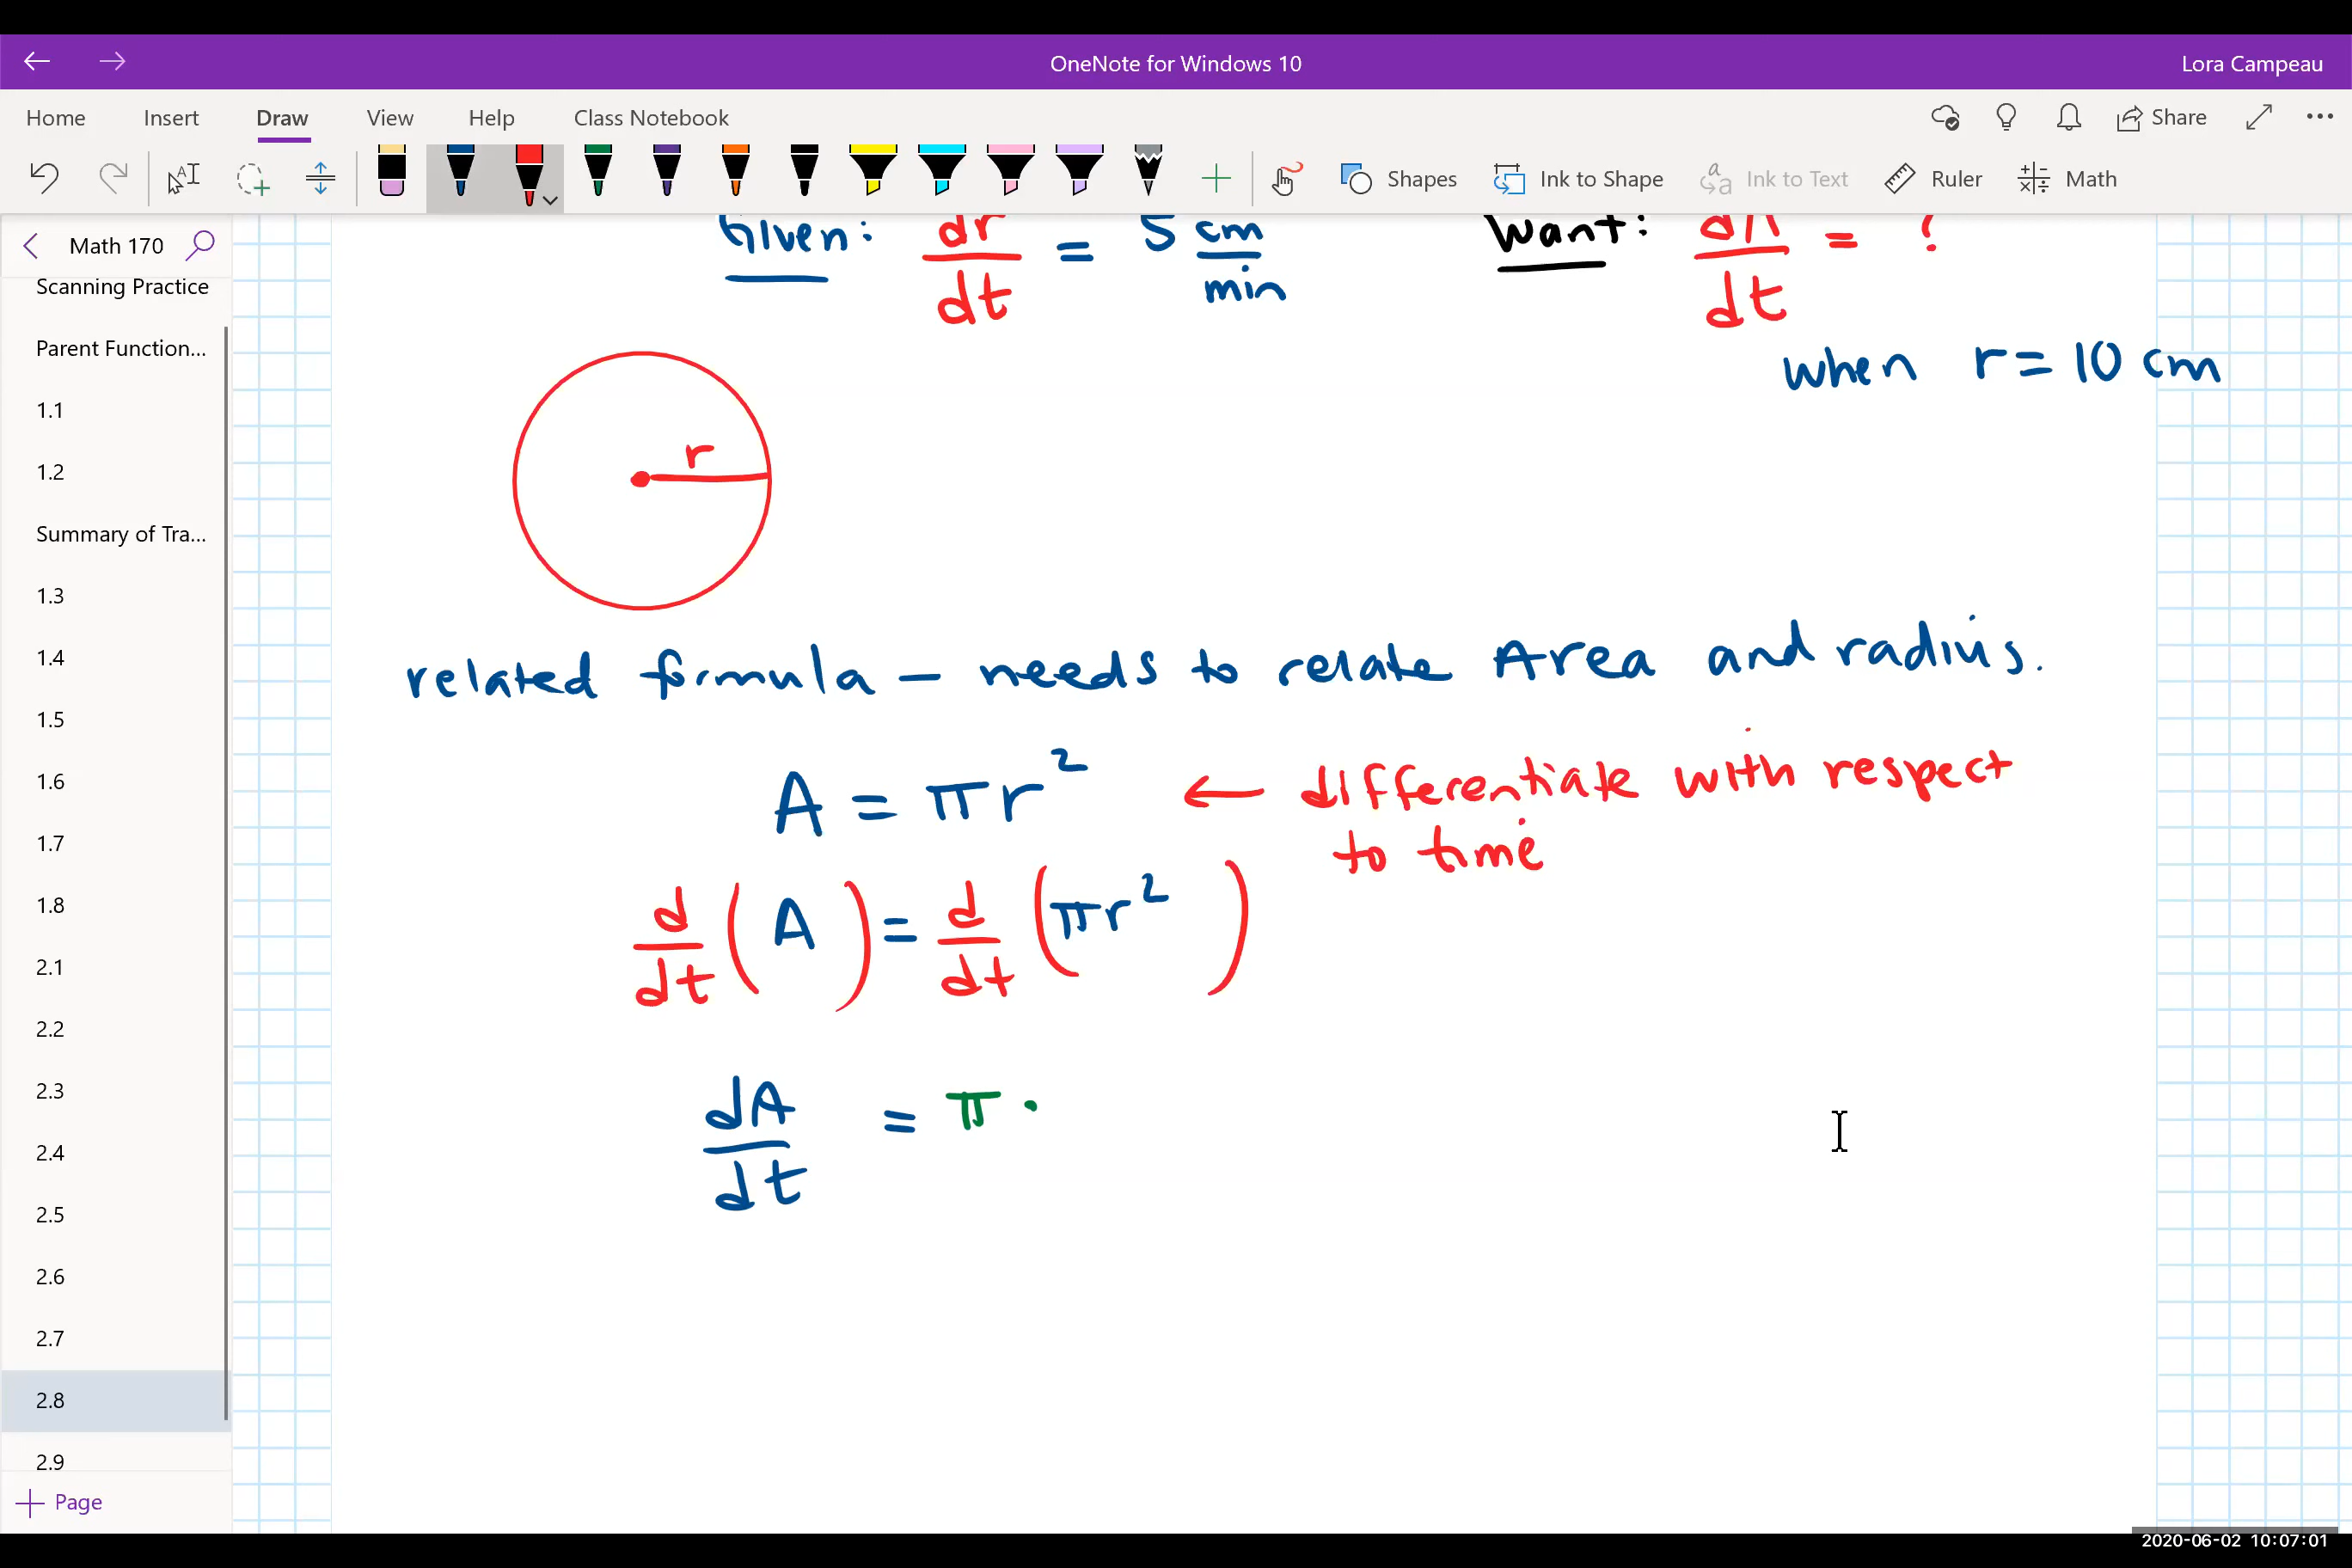 OneNote for Windows 10
Lora Campeau
Home Insert Draw View Help Class Notebook Share
Shapes Ink to Shape Ink to Text Ruler Math
Math 170
Scanning Practice
Parent Function...
1.1
1.2
Summary of Tra...
1.3
1.4
1.5
1.6
1.7
1.8
2.1
2.2
2.3
2.4
2.5
2.6
2.7
2.8
2.9
Page
Given: dr/dt = 5 cm/min Want: dA/dt = ?
when r = 10 cm
r
related formula — needs to relate Area and radius.
A = πr² ← differentiate with respect
to time
d/dt (A) = d/dt (πr²)
dA/dt = π ·
2020-06-02 10:07:01